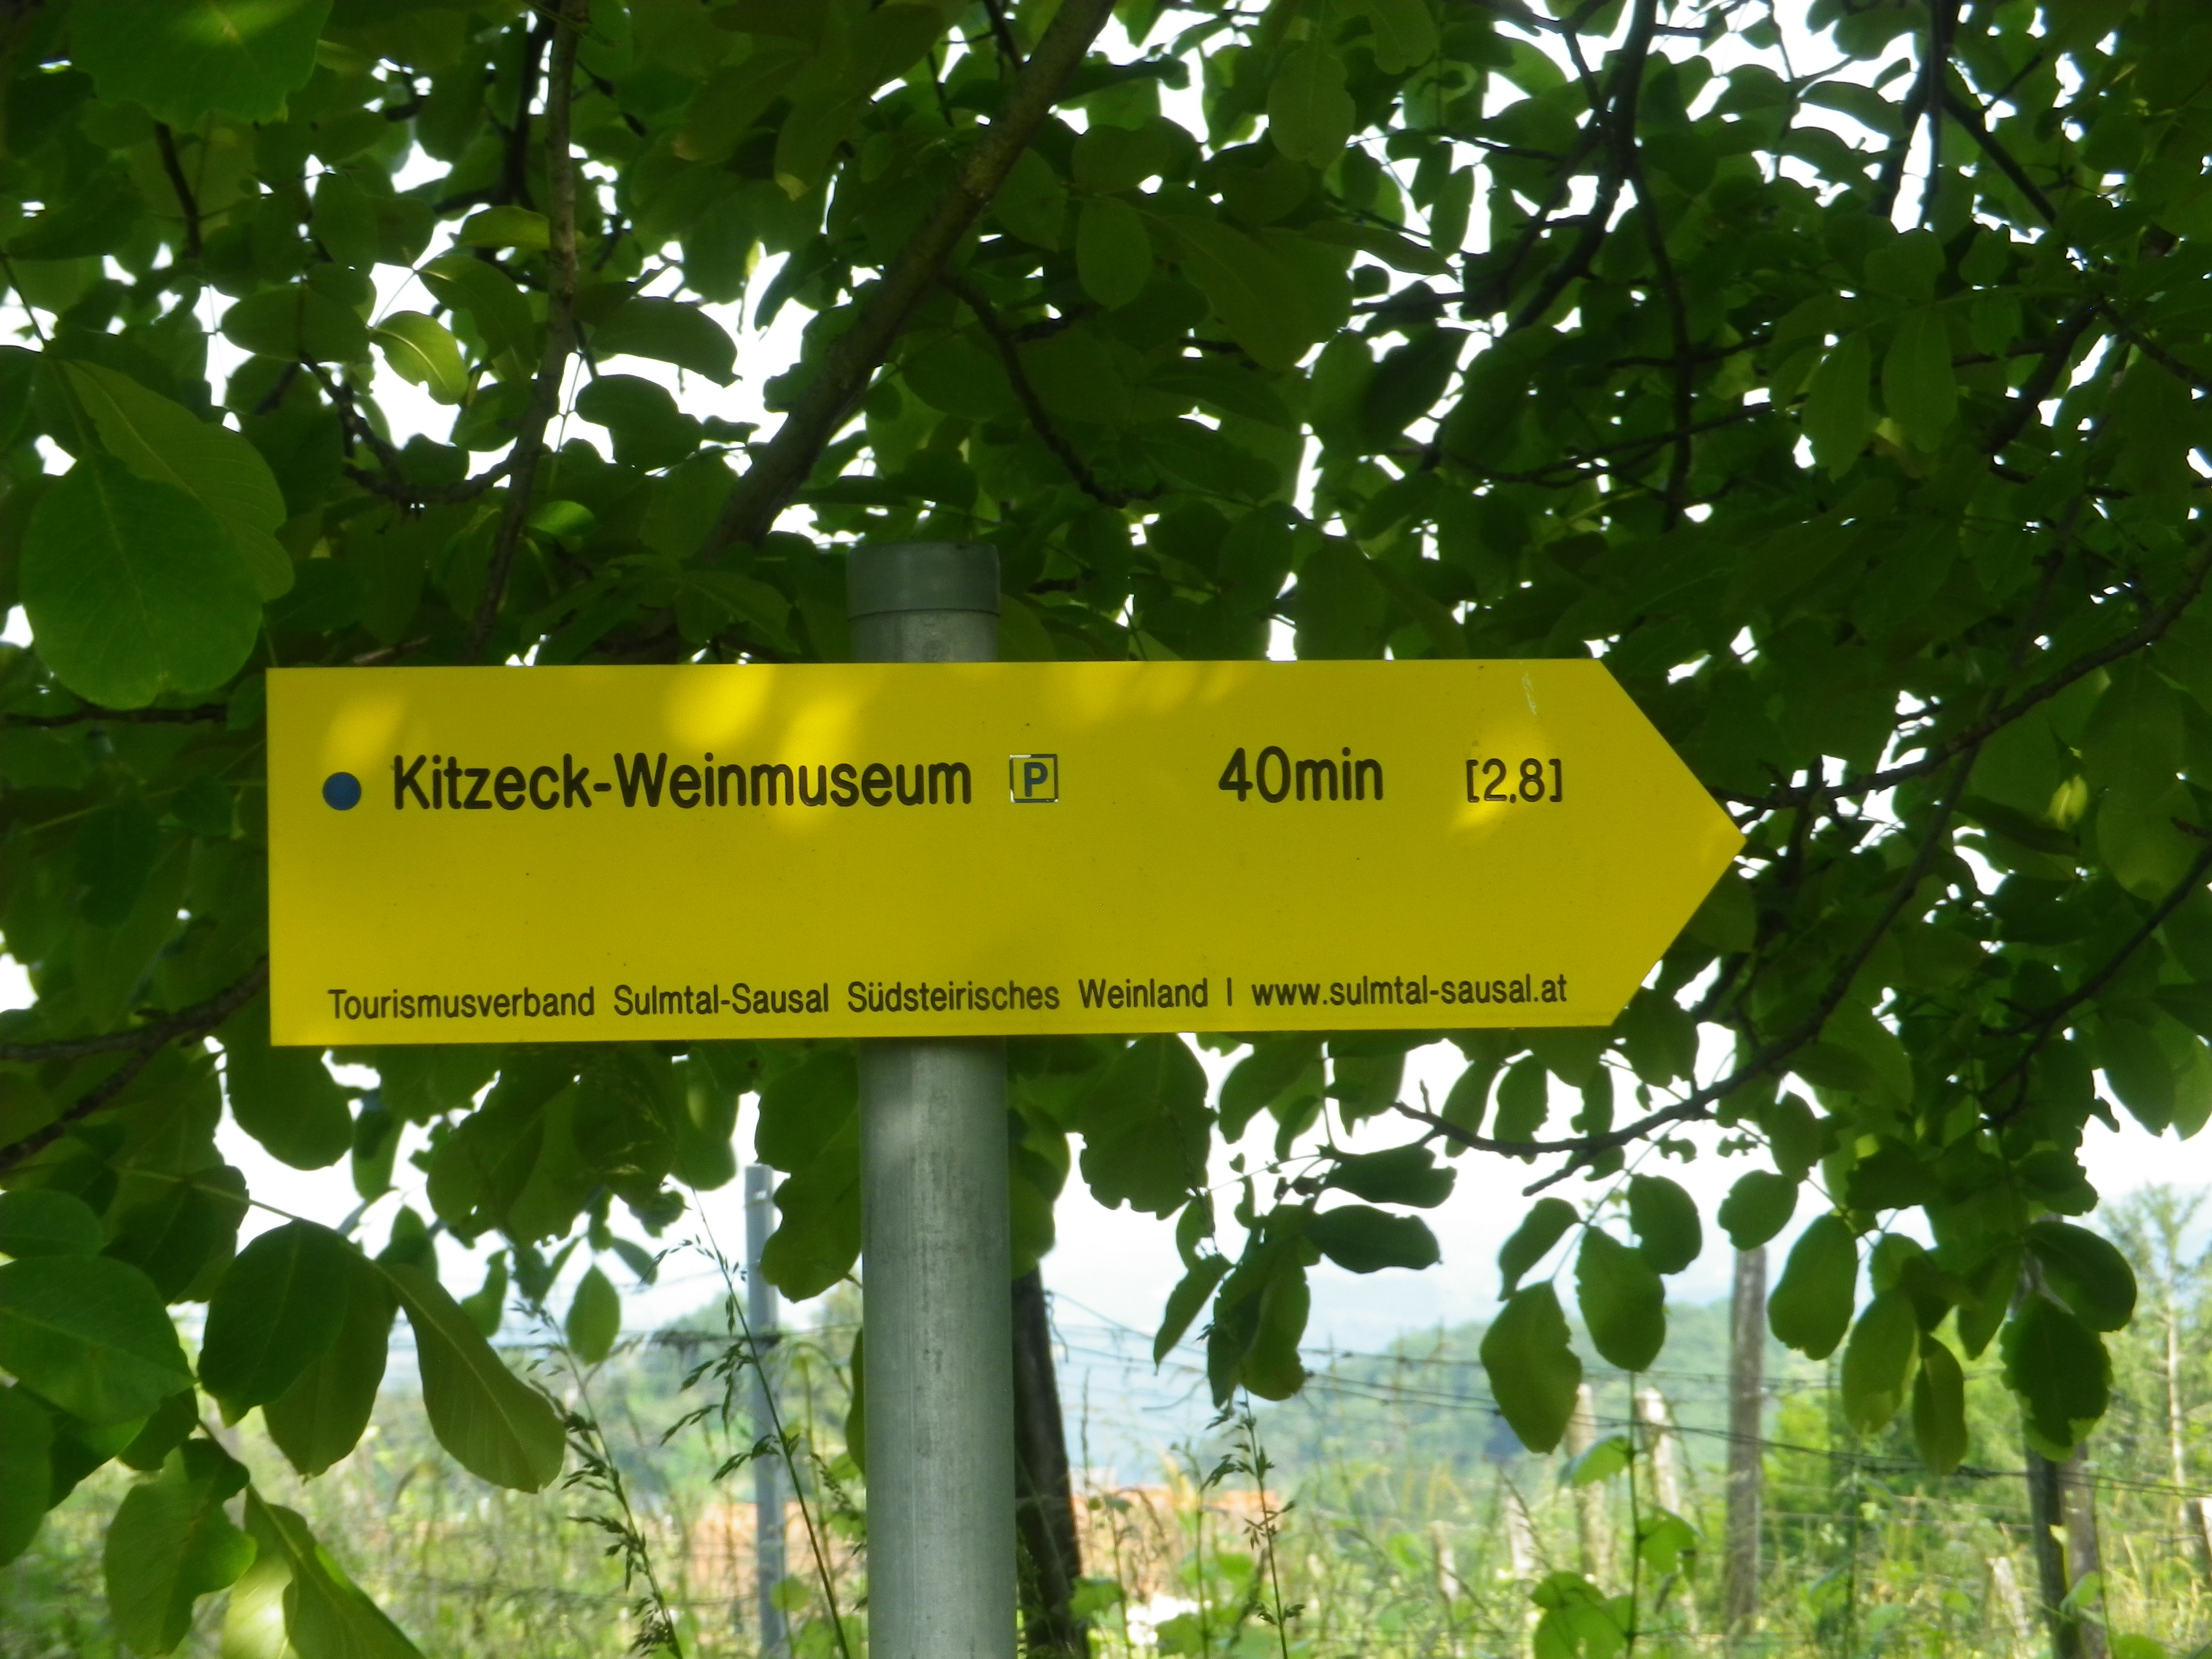 Kitzeck-Weinmuseum P 40min [2,8]
Tourismusverband Sulmtal-Sausal Südsteirisches Weinland | www.sulmtal-sausal.at